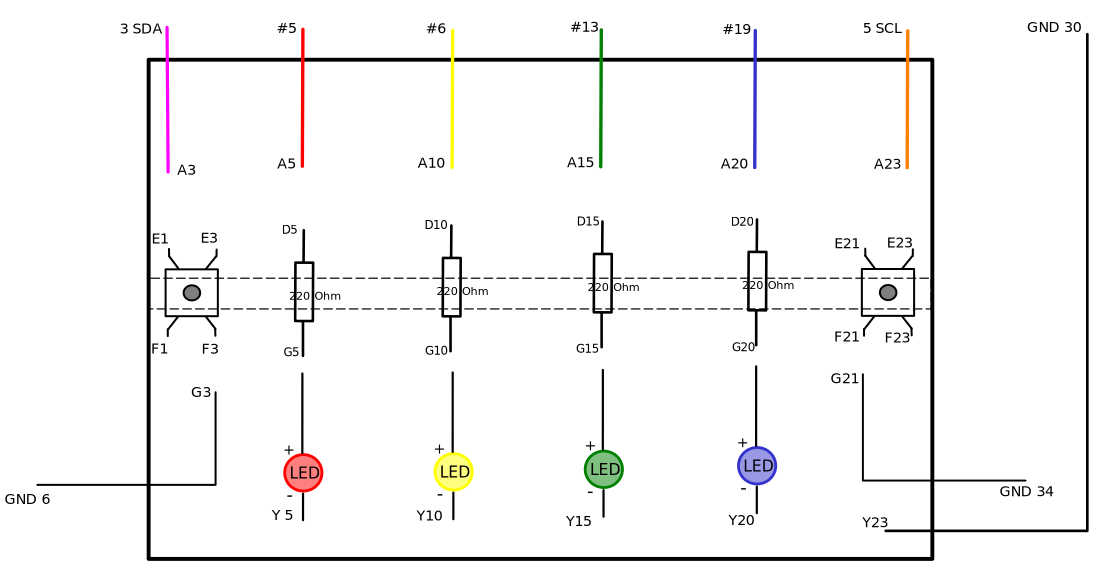 3 SDA
#5
#6
#13
#19
5 SCL
GND 30
A3
A5
A10
A15
A20
A23
E1
E3
D5
D10
D15
D20
E21
E23
220 Ohm
220 Ohm
220 Ohm
220 Ohm
F1
F3
G5
G10
G15
G20
F21
F23
G3
G21
+
+
+
+
LED
LED
LED
LED
-
-
-
-
GND 6
Y 5
Y10
Y15
Y20
Y23
GND 34